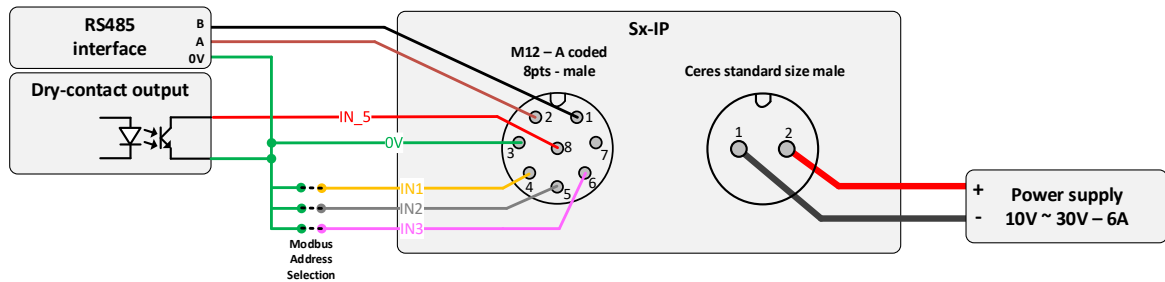 RS485
interface
B
A
0V
Dry-contact output
Sx-IP
M12 – A coded
8pts - male
Ceres standard size male
IN_5
0V
IN1
IN2
IN3
2
1
3
8
7
4
5
6
1
2
Modbus
Address
Selection
+
-
Power supply
10V ~ 30V – 6A